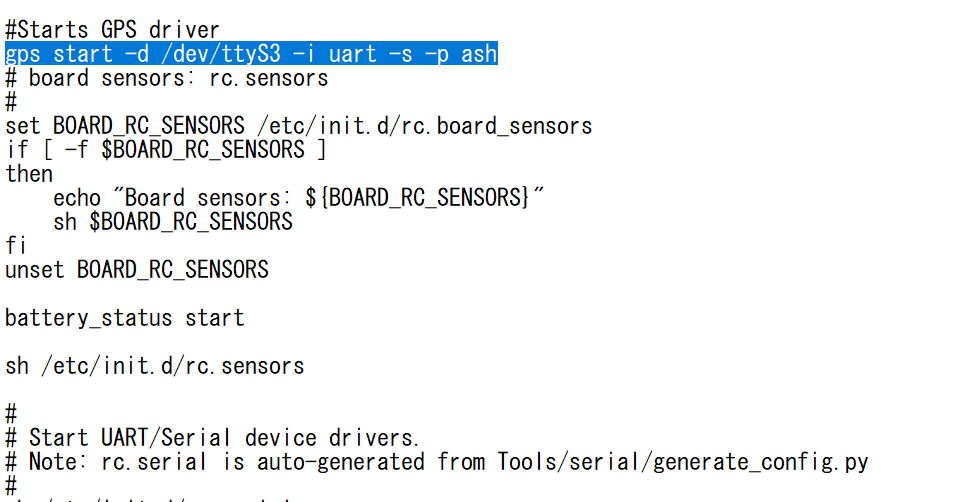 #Starts GPS driver
gps start -d /dev/ttyS3 -i uart -s -p ash
# board sensors: rc.sensors
#
set BOARD_RC_SENSORS /etc/init.d/rc.board_sensors
if [ -f $BOARD_RC_SENSORS ]
then
    echo "Board sensors: ${BOARD_RC_SENSORS}"
    sh $BOARD_RC_SENSORS
fi
unset BOARD_RC_SENSORS

battery_status start

sh /etc/init.d/rc.sensors

#
# Start UART/Serial device drivers.
# Note: rc.serial is auto-generated from Tools/serial/generate_config.py
#